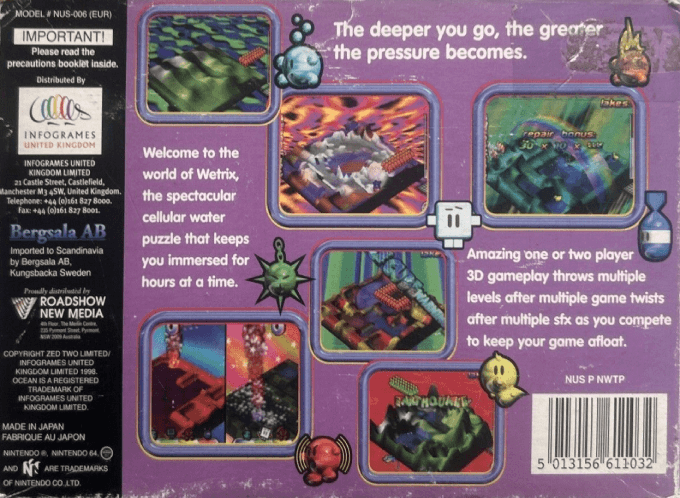 MODEL # NUS-006 (EUR)
IMPORTANT!
Please read the
precautions booklet inside.
Distributed By
INFOGRAMES
UNITED KINGDOM
INFOGRAMES UNITED
KINGDOM LIMITED
21 Castle Street, Castlefield,
Manchester M3 4SW, United Kingdom.
Telephone: +44 (0)161 827 8000.
Fax: +44 (0)161 827 8001.
Bergsala AB
Imported to Scandinavia
by Bergsala AB,
Kungsbacka Sweden
Proudly distributed by
ROADSHOW
NEW MEDIA
COPYRIGHT ZED TWO LIMITED/
INFOGRAMES UNITED
KINGDOM LIMITED 1998.
OCEAN IS A REGISTERED
TRADEMARK OF
INFOGRAMES UNITED
KINGDOM LIMITED.
MADE IN JAPAN
FABRIQUE AU JAPON
NINTENDO ®, NINTENDO 64,
AND
ARE TRADEMARKS
OF NINTENDO CO.,LTD.
The deeper you go, the greater
the pressure becomes.
Welcome to the
world of Wetrix,
the spectacular
cellular water
puzzle that keeps
you immersed for
hours at a time.
lakes
repair bonus:
Amazing one or two player
3D gameplay throws multiple
levels after multiple game twists
after multiple sfx as you compete
to keep your game afloat.
EARTHQUAKE
NUS P NWTP
5 013156 611032